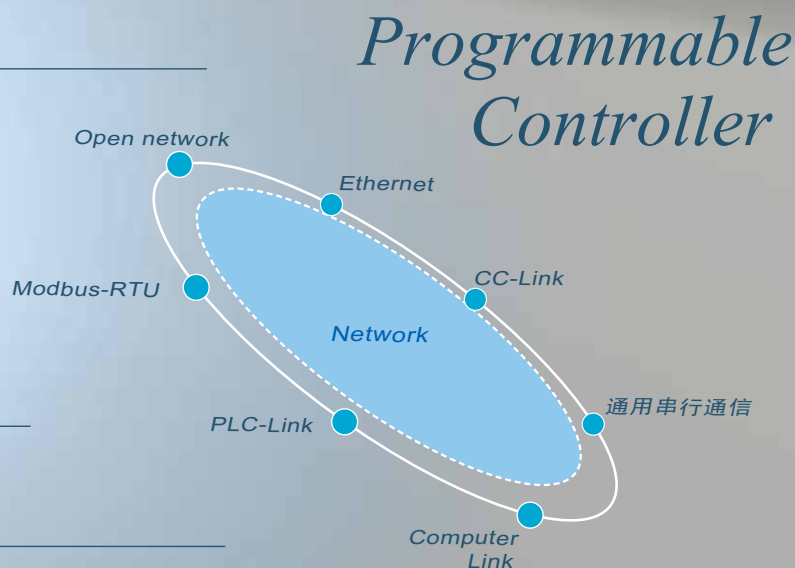 Programmable
Controller
Open network
Ethernet
CC-Link
Modbus-RTU
Network
通用串行通信
PLC-Link
Computer
Link